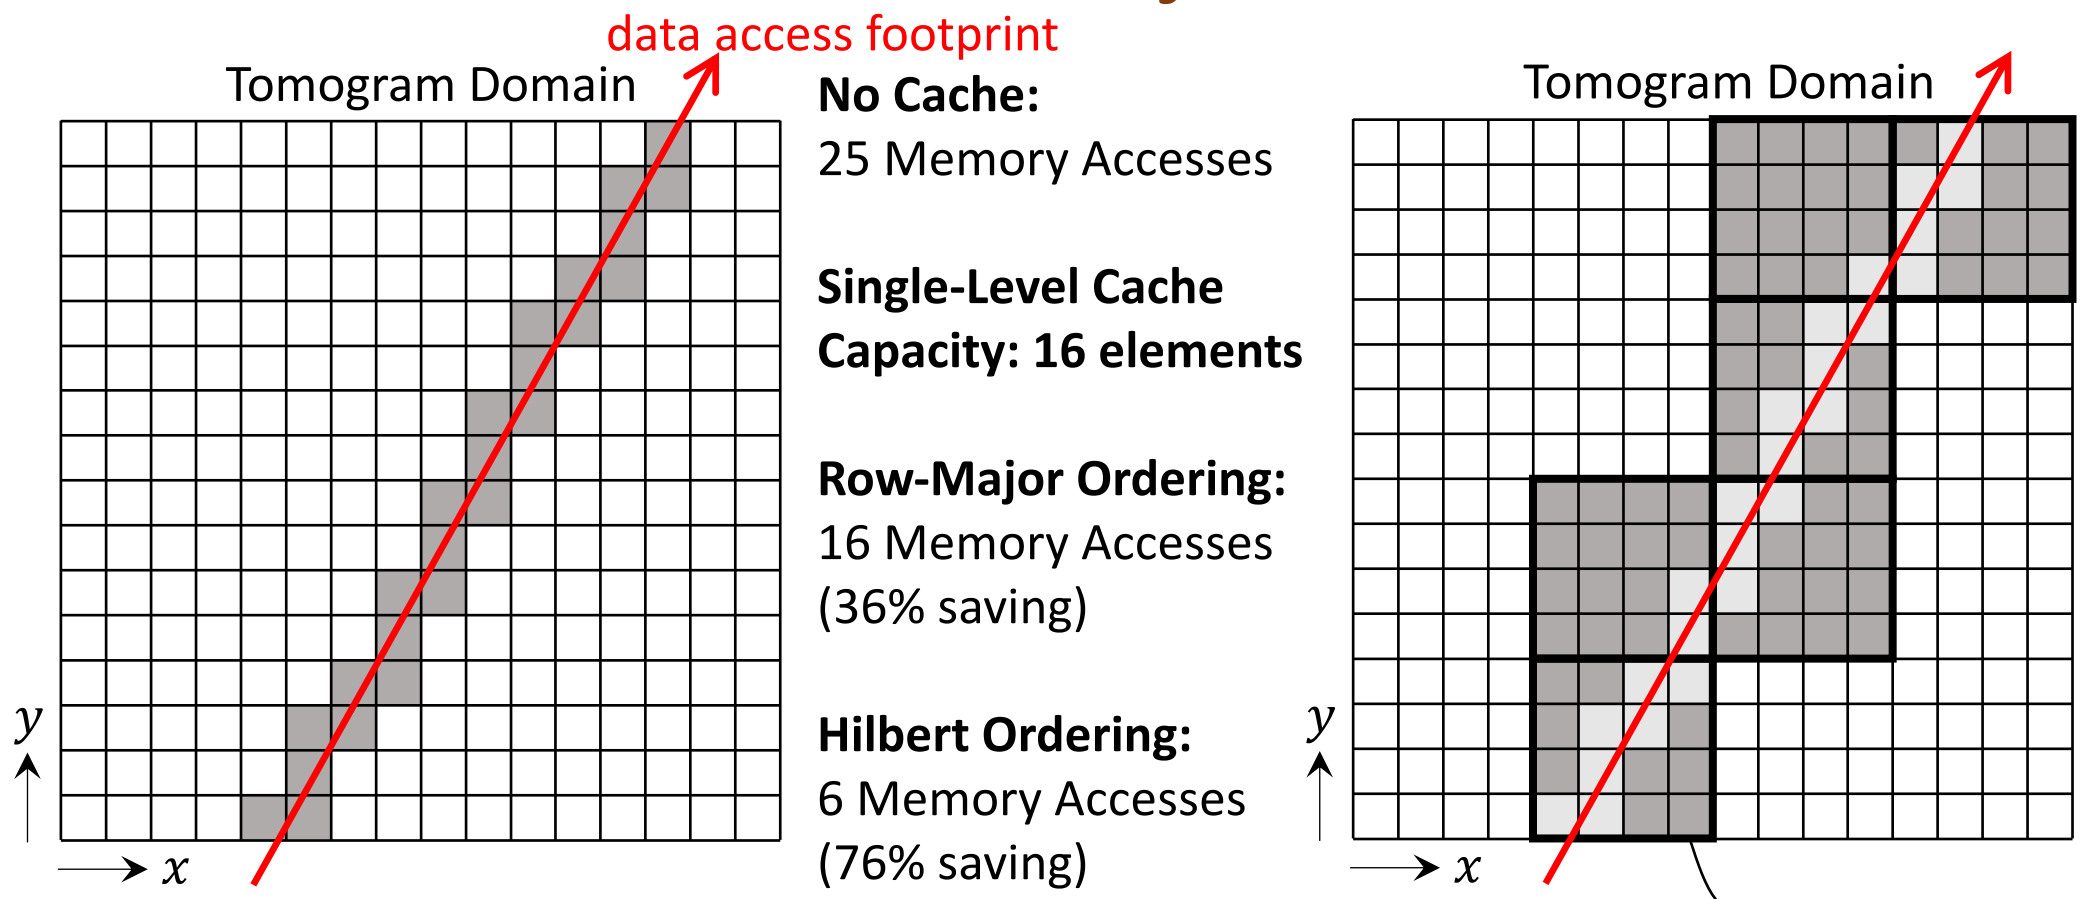 data access footprint
Tomogram Domain
y
x
No Cache:
25 Memory Accesses
Single-Level Cache
Capacity: 16 elements
Row-Major Ordering:
16 Memory Accesses
(36% saving)
Hilbert Ordering:
6 Memory Accesses
(76% saving)
Tomogram Domain
y
x